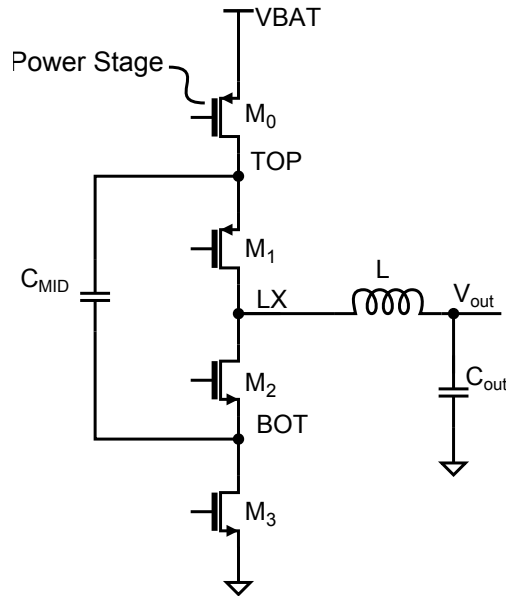 VBAT
Power Stage
M0
TOP
M1
CMID
LX
L
Vout
M2
Cout
BOT
M3